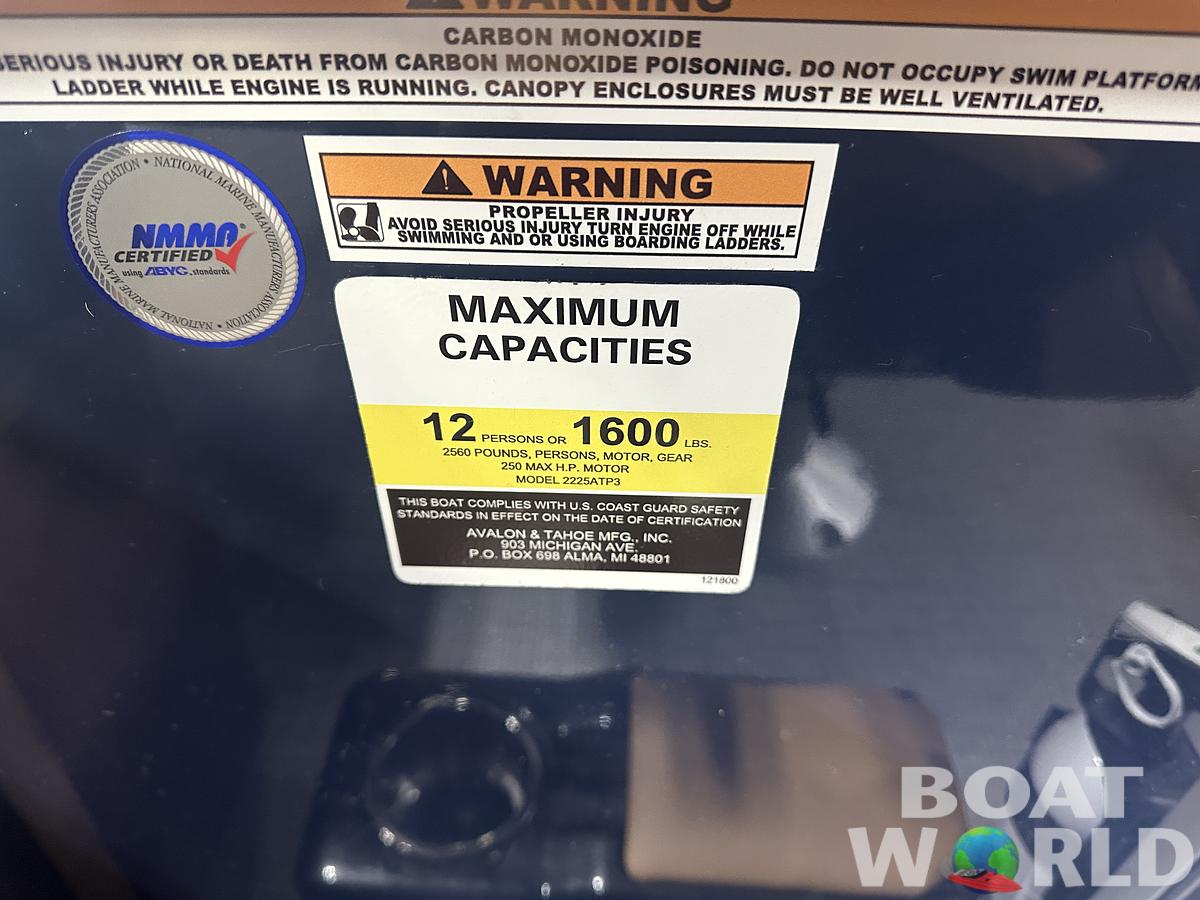 WARNING
CARBON MONOXIDE
SERIOUS INJURY OR DEATH FROM CARBON MONOXIDE POISONING. DO NOT OCCUPY SWIM PLATFORM
LADDER WHILE ENGINE IS RUNNING. CANOPY ENCLOSURES MUST BE WELL VENTILATED.
NATIONAL MARINE MANUFACTURERS ASSOCIATION • NATIONAL MARINE MANUFACTURERS ASSOCIATION •
NMMA®
CERTIFIED
using ABYC. standards
WARNING
PROPELLER INJURY
AVOID SERIOUS INJURY TURN ENGINE OFF WHILE
SWIMMING AND OR USING BOARDING LADDERS.
MAXIMUM
CAPACITIES
12 PERSONS OR 1600 LBS.
2560 POUNDS, PERSONS, MOTOR, GEAR
250 MAX H.P. MOTOR
MODEL 2225ATP3
THIS BOAT COMPLIES WITH U.S. COAST GUARD SAFETY
STANDARDS IN EFFECT ON THE DATE OF CERTIFICATION
AVALON & TAHOE MFG., INC.
903 MICHIGAN AVE.
P.O. BOX 698 ALMA, MI 48801
121800
BOAT
WORLD